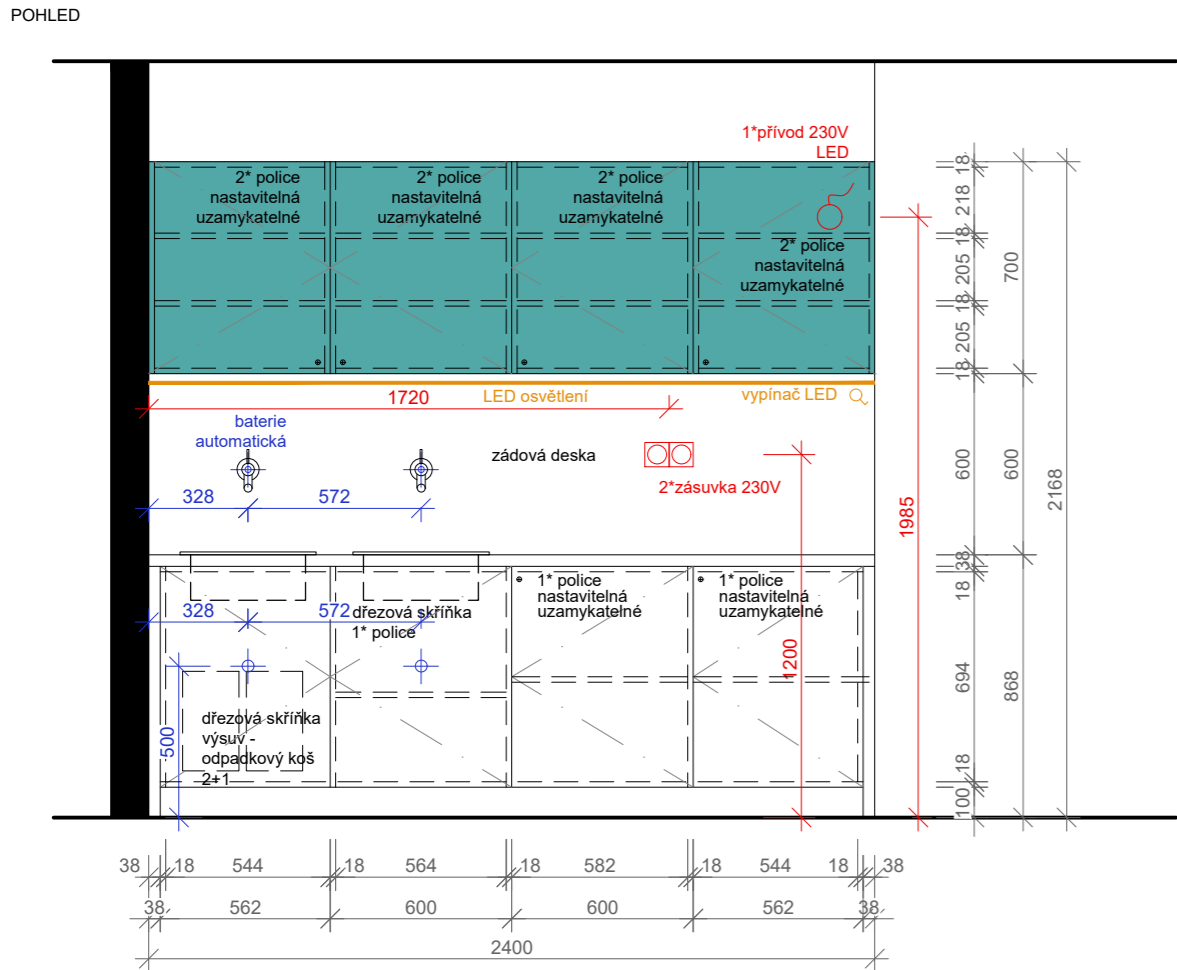 POHLED
1*přívod 230V
LED
2* police
nastavitelná
uzamykatelné
2* police
nastavitelná
uzamykatelné
2* police
nastavitelná
uzamykatelné
2* police
nastavitelná
uzamykatelné
18
218
18
205
18
205
18
700
600
600
2168
1985
1720
LED osvětlení
vypínač LED
baterie
automatická
zádová deska
2*zásuvka 230V
328
572
38
18
694
18
100
868
1200
328
572
500
dřezová skříňka
1* police
1* police
nastavitelná
uzamykatelné
1* police
nastavitelná
uzamykatelné
dřezová skříňka
výsuv -
odpadkový koš
2+1
38 18 544 18 564 18 582 18 544 18 38
38 562 600 600 562 38
2400